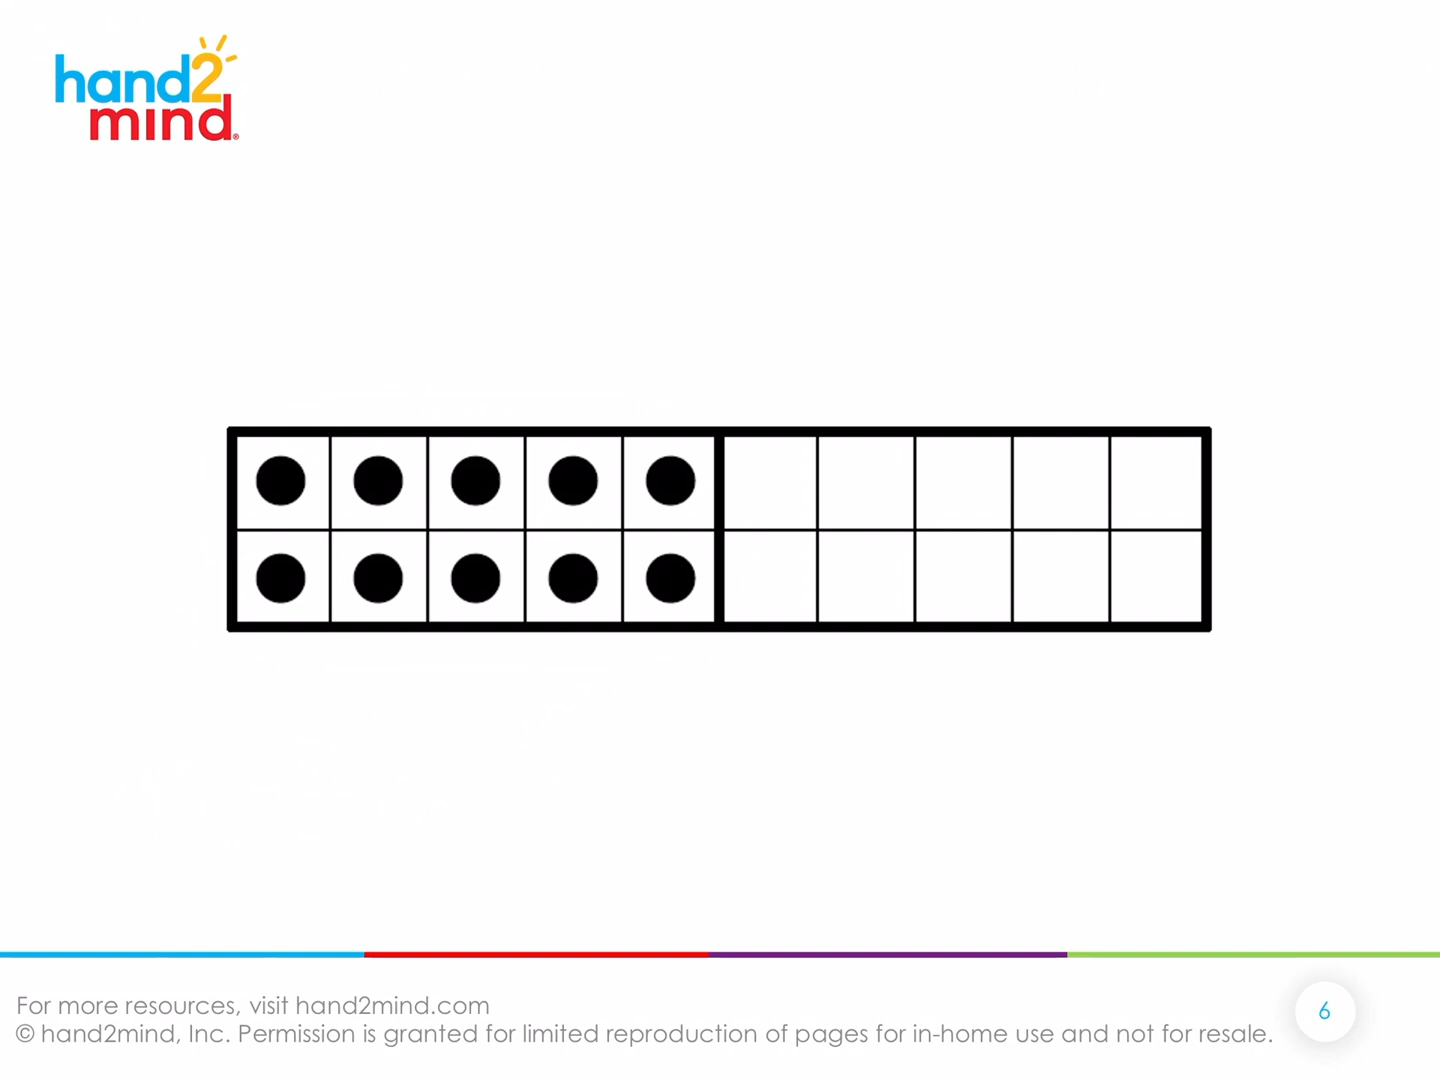 hand2
mind®
For more resources, visit hand2mind.com
© hand2mind, Inc. Permission is granted for limited reproduction of pages for in-home use and not for resale.
6